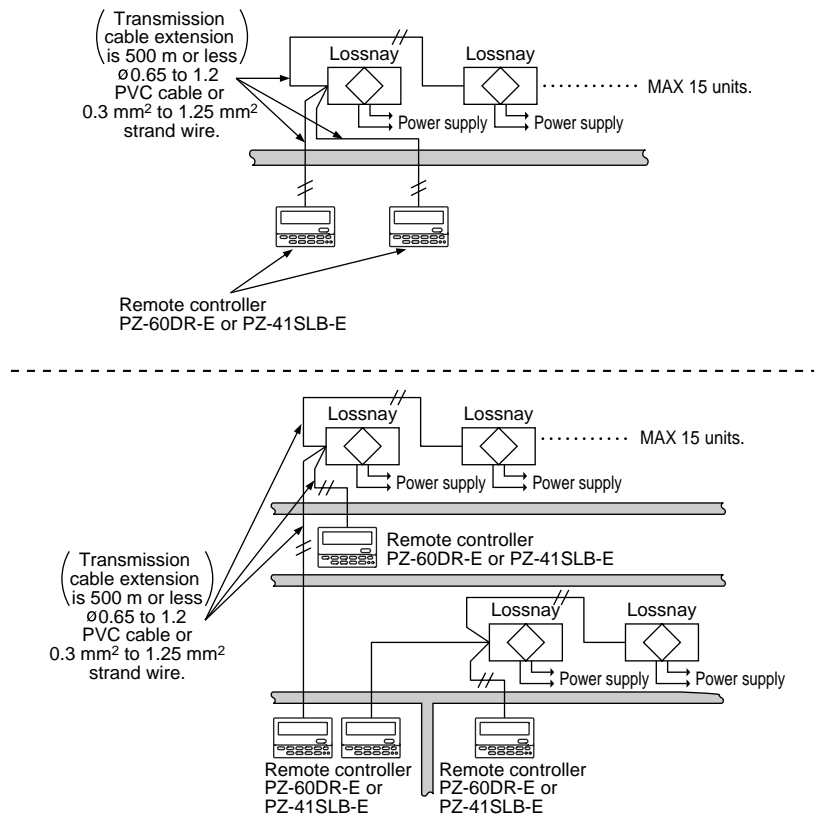 Transmission
cable extension
is 500 m or less
ø0.65 to 1.2
PVC cable or
0.3 mm² to 1.25 mm²
strand wire.
Lossnay
Lossnay
MAX 15 units.
Power supply
Power supply
Remote controller
PZ-60DR-E or PZ-41SLB-E
Lossnay
Lossnay
MAX 15 units.
Power supply
Power supply
Remote controller
PZ-60DR-E or PZ-41SLB-E
Transmission
cable extension
is 500 m or less
ø0.65 to 1.2
PVC cable or
0.3 mm² to 1.25 mm²
strand wire.
Lossnay
Lossnay
Power supply
Power supply
Remote controller
PZ-60DR-E or
PZ-41SLB-E
Remote controller
PZ-60DR-E or
PZ-41SLB-E